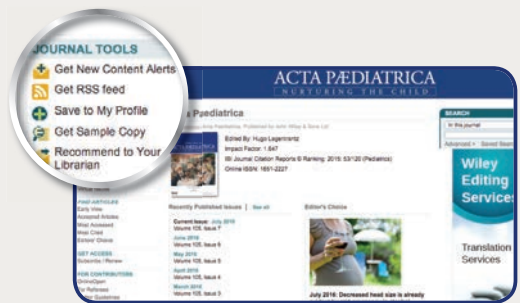 JOURNAL TOOLS
Get New Content Alerts
Get RSS feed
Save to My Profile
Get Sample Copy
Recommend to Your
Librarian
ACTA PÆDIATRICA
NURTURING THE CHILD
Pædiatrica
Edited By: Hugo Lagercrantz
Impact Factor: 1.647
ISI Journal Citation Reports © Ranking: 2015: 53/120 (Pediatrics)
Online ISSN: 1651-2227
Recently Published Issues | See all
Current Issue: July 2016
Volume 105, Issue 7
June 2016
Volume 105, Issue 6
May 2016
Volume 105, Issue 5
April 2016
Volume 105, Issue 4
March 2016
Volume 105, Issue 3
Editor's Choice
July 2016: Decreased head size is already
FIND ARTICLES
Early View
Accepted Articles
Most Accessed
Most Cited
Editors' Choice
GET ACCESS
Subscribe / Renew
FOR CONTRIBUTORS
OnlineOpen
For Referees
Guidelines
SEARCH
In this journal
Advanced > Saved Sear
Wiley
Editing
Services
Translation
Services